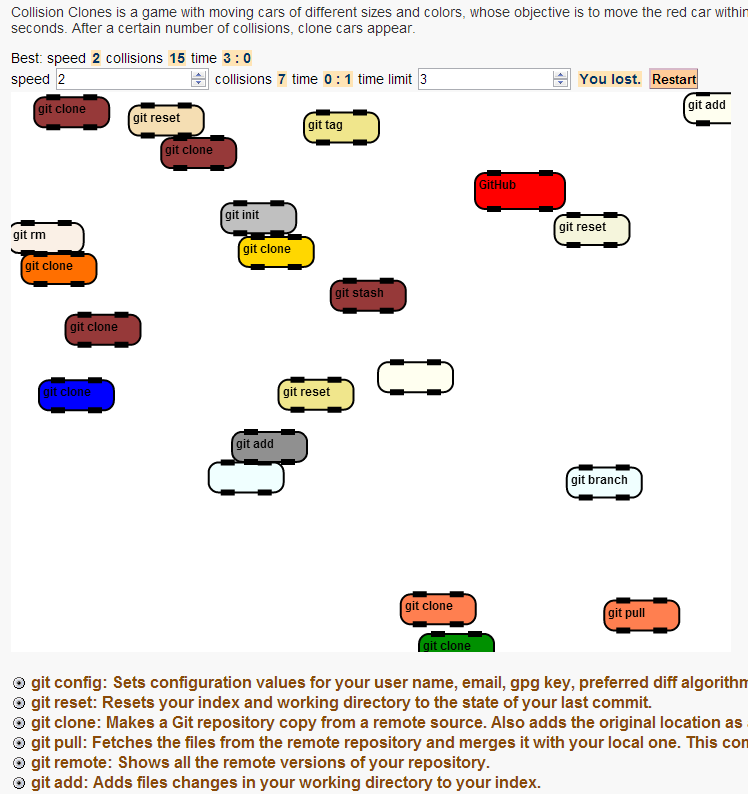 Collision Clones is a game with moving cars of different sizes and colors, whose objective is to move the red car within
seconds. After a certain number of collisions, clone cars appear.
Best: speed 2 collisions 15 time 3 : 0
speed 2 collisions 7 time 0 : 1 time limit 3 You lost. Restart
git clone
git reset
git add
git tag
git clone
GitHub
git init
git reset
git rm
git clone
git clone
git stash
git clone
git clone
git reset
git add
git branch
git clone
git pull
git clone
git config: Sets configuration values for your user name, email, gpg key, preferred diff algorithm
git reset: Resets your index and working directory to the state of your last commit.
git clone: Makes a Git repository copy from a remote source. Also adds the original location as
git pull: Fetches the files from the remote repository and merges it with your local one. This
git remote: Shows all the remote versions of your repository.
git add: Adds files changes in your working directory to your index.